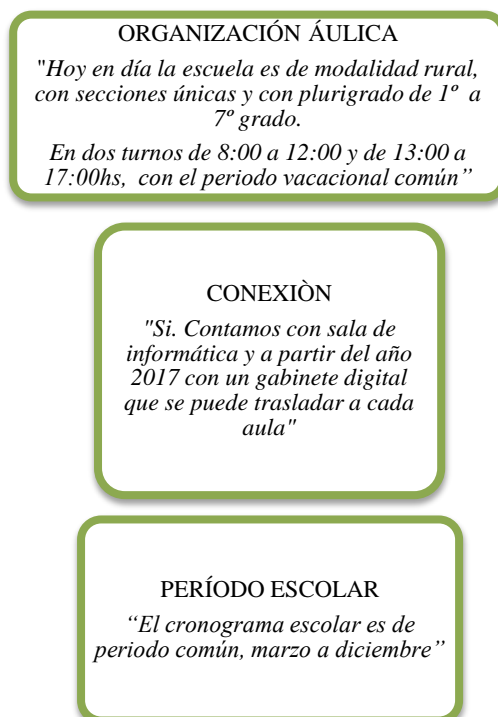 ORGANIZACIÓN ÁULICA
"Hoy en día la escuela es de modalidad rural,
con secciones únicas y con plurigrado de 1º a
7º grado.
En dos turnos de 8:00 a 12:00 y de 13:00 a
17:00hs, con el periodo vacacional común”
CONEXIÒN
"Si. Contamos con sala de
informática y a partir del año
2017 con un gabinete digital
que se puede trasladar a cada
aula"
PERÍODO ESCOLAR
“El cronograma escolar es de
periodo común, marzo a diciembre”